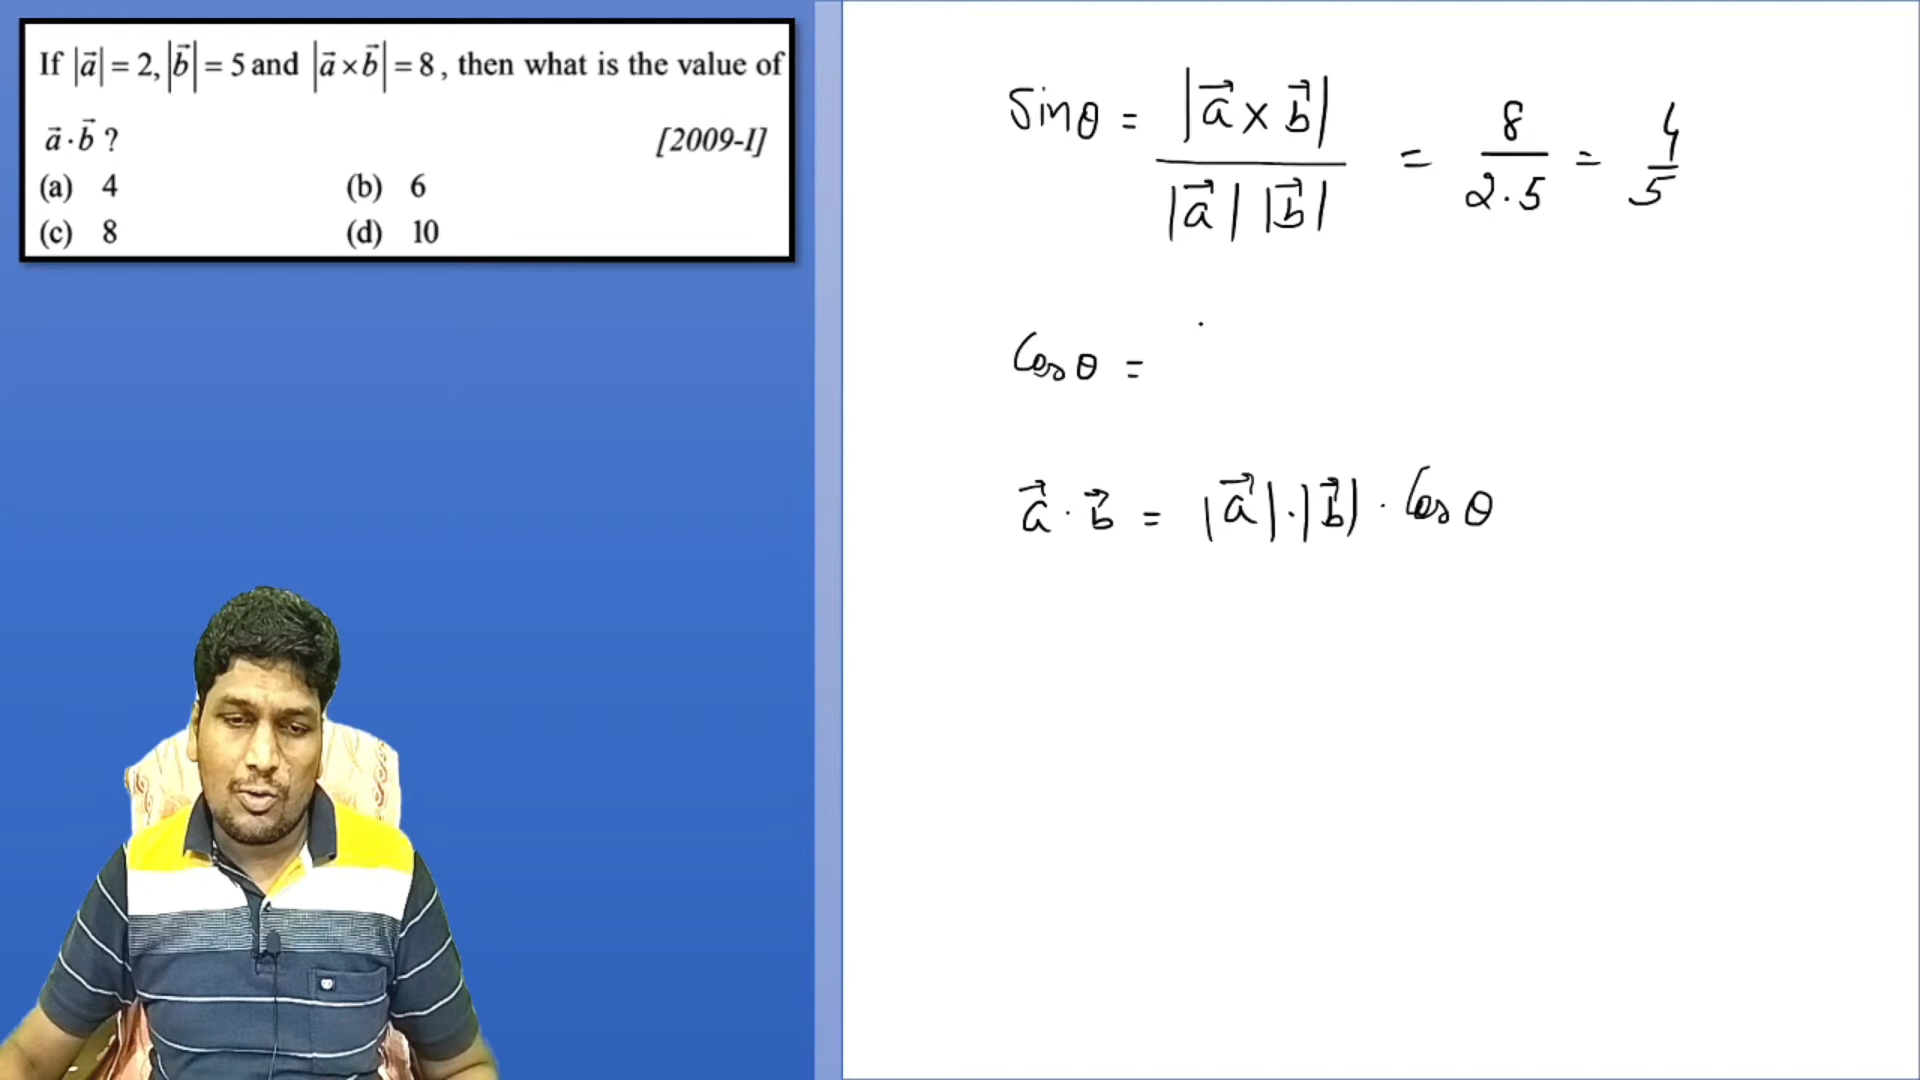 If |a⃗| = 2, |b⃗| = 5 and |a⃗ × b⃗| = 8, then what is the value of
a⃗ · b⃗ ? [2009-I]
(a) 4 (b) 6
(c) 8 (d) 10
Sinθ = |a⃗ × b⃗| / |a⃗| |b⃗| = 8 / 2·5 = 4 / 5
Cosθ =
a⃗ · b⃗ = |a⃗|·|b⃗| · Cosθ